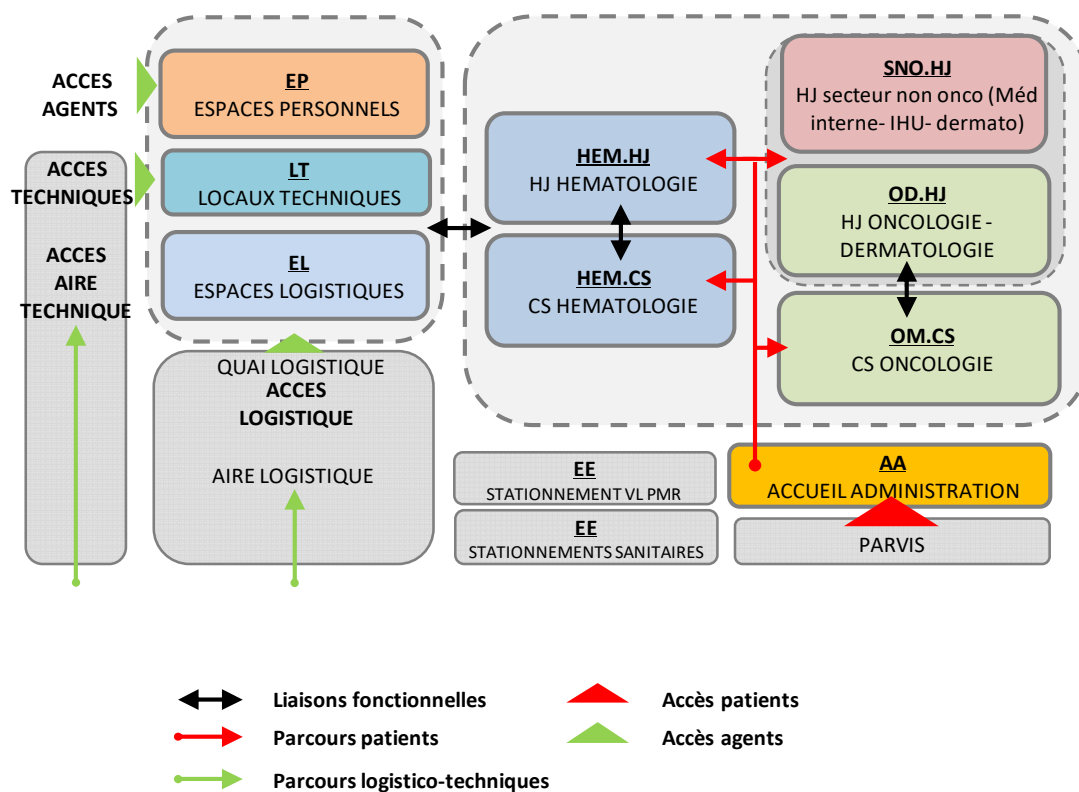 ACCES
AGENTS
ACCES
TECHNIQUES
ACCES
AIRE
TECHNIQUE
EP
ESPACES PERSONNELS
LT
LOCAUX TECHNIQUES
EL
ESPACES LOGISTIQUES
QUAI LOGISTIQUE
ACCES
LOGISTIQUE
AIRE LOGISTIQUE
HEM.HJ
HJ HEMATOLOGIE
HEM.CS
CS HEMATOLOGIE
SNO.HJ
HJ secteur non onco (Méd
interne- IHU- dermato)
OD.HJ
HJ ONCOLOGIE -
DERMATOLOGIE
OM.CS
CS ONCOLOGIE
EE
STATIONNEMENT VL PMR
EE
STATIONNEMENTS SANITAIRES
AA
ACCUEIL ADMINISTRATION
PARVIS
Liaisons fonctionnelles
Parcours patients
Parcours logistico-techniques
Accès patients
Accès agents